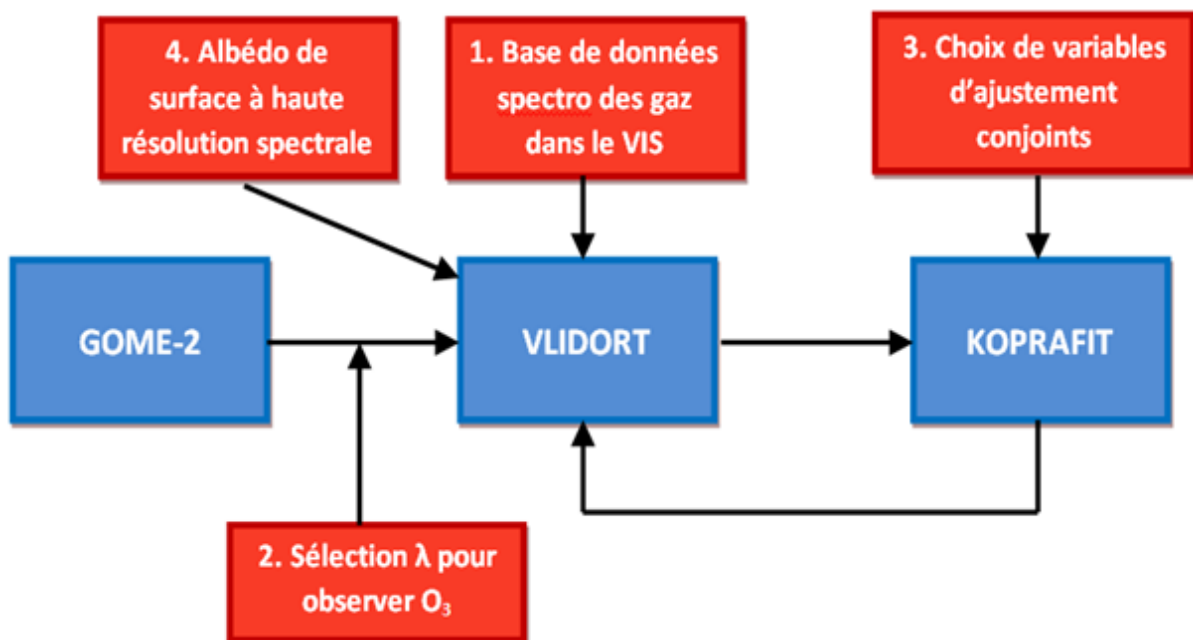 4. Albédo de
surface à haute
résolution spectrale
1. Base de données
spectro des gaz
dans le VIS
3. Choix de variables
d’ajustement
conjoints
GOME-2
VLIDORT
KOPRAFIT
2. Sélection λ pour
observer O₃